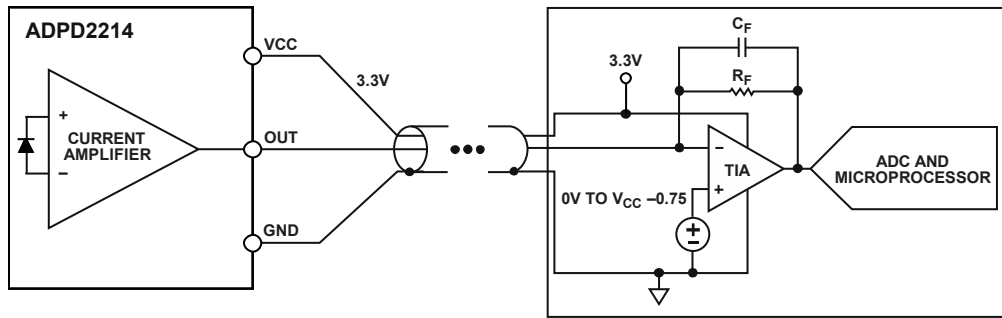 ADPD2214
VCC
3.3V
+
CURRENT
AMPLIFIER
–
OUT
GND
3.3V
CF
RF
–
TIA
+
0V TO VCC –0.75
+
–
ADC AND
MICROPROCESSOR